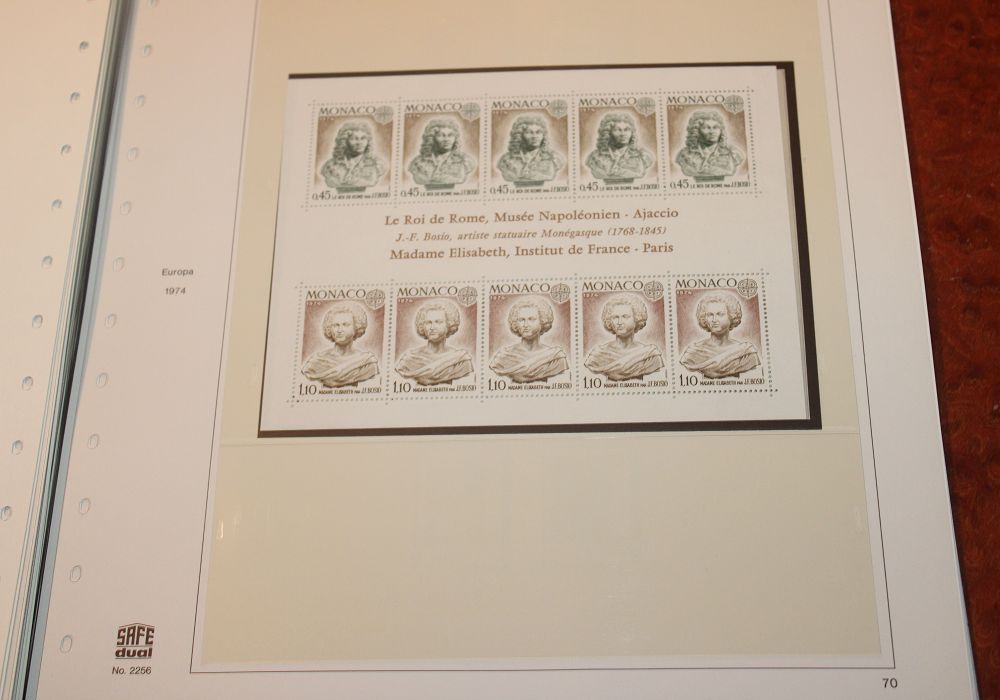 MONACO MONACO MONACO MONACO MONACO
1974 1974 1974 1974 1974
0.45 LE ROI DE ROME PAR J.F. BOSIO 0.45 LE ROI DE ROME PAR J.F. BOSIO 0.45 LE ROI DE ROME PAR J.F. BOSIO 0.45 LE ROI DE ROME PAR J.F. BOSIO 0.45 LE ROI DE ROME PAR J.F. BOSIO
Le Roi de Rome, Musée Napoléonien - Ajaccio
J.-F. Bosio, artiste statuaire Monégasque (1768-1845)
Madame Elisabeth, Institut de France - Paris
MONACO MONACO MONACO MONACO MONACO
1974 1974 1974 1974 1974
1.10 MADAME ELISABETH PAR J.F. BOSIO 1.10 MADAME ELISABETH PAR J.F. BOSIO 1.10 MADAME ELISABETH PAR J.F. BOSIO 1.10 MADAME ELISABETH PAR J.F. BOSIO 1.10 MADAME ELISABETH PAR J.F. BOSIO
Europa
1974
SAFE
dual
No. 2256
70